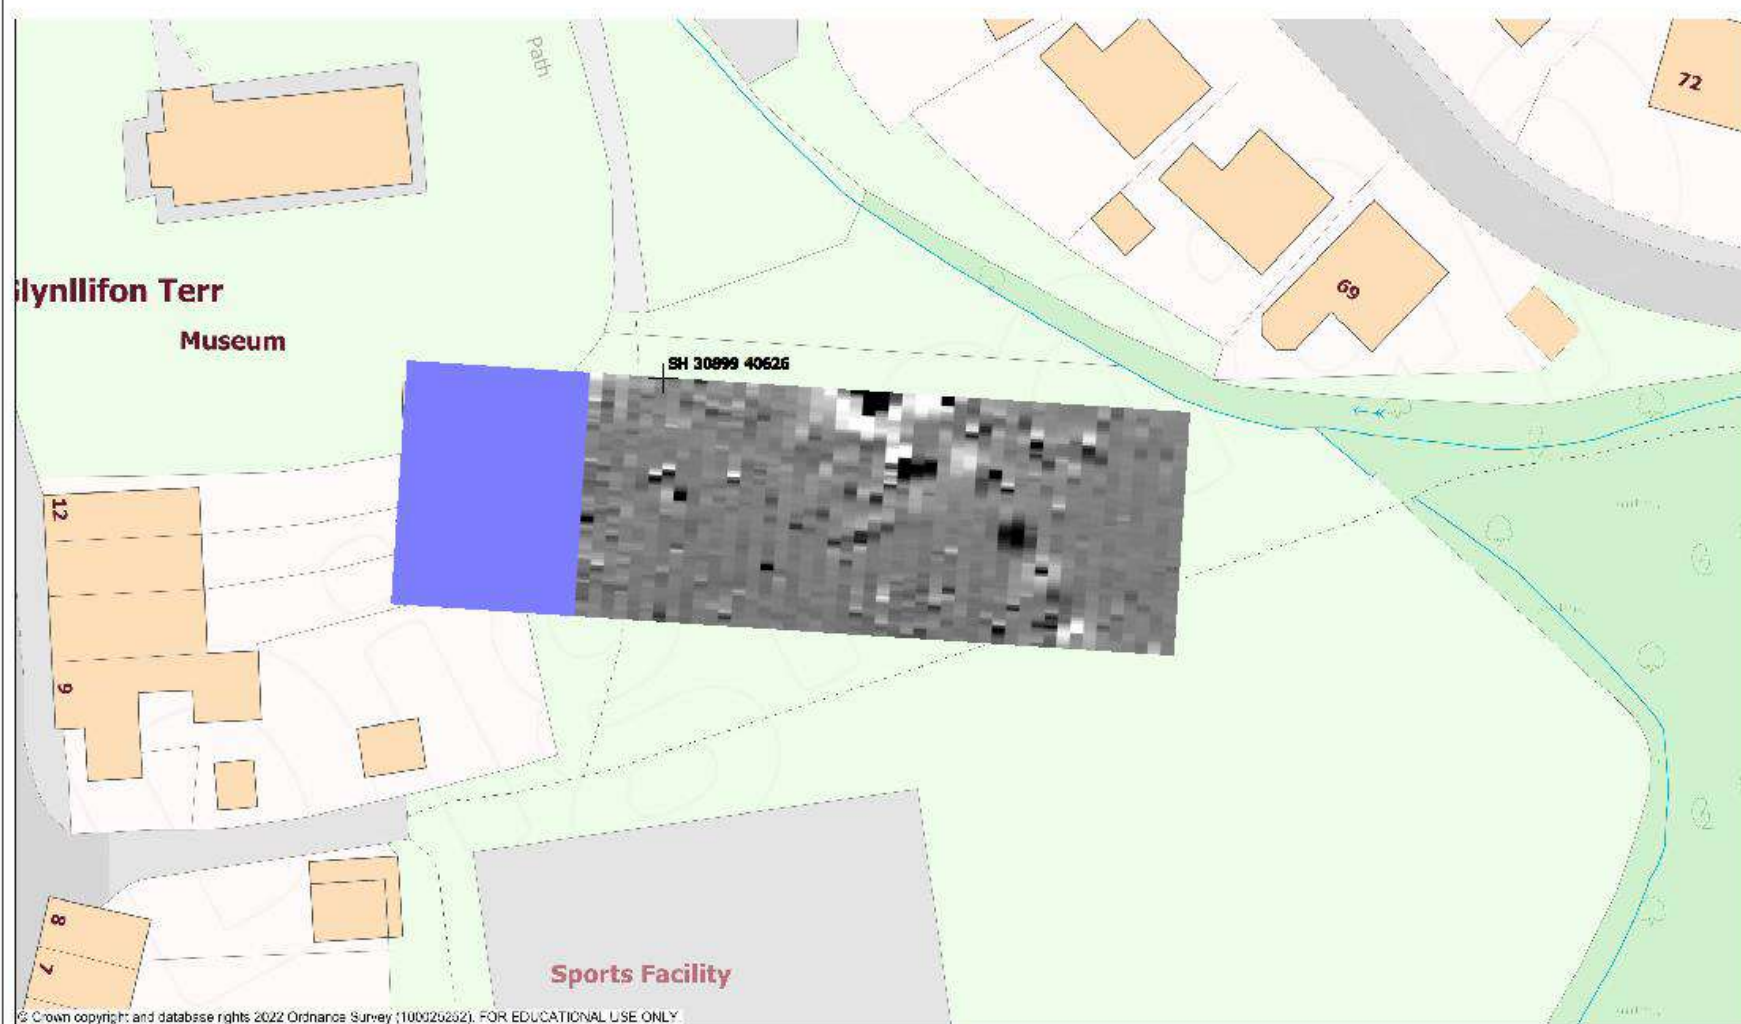 Path
72
69
Glynllifon Terr
Museum
SH 30899 40626
12
9
8
7
Sports Facility
© Crown copyright and database rights 2022 Ordnance Survey (100025252). FOR EDUCATIONAL USE ONLY.